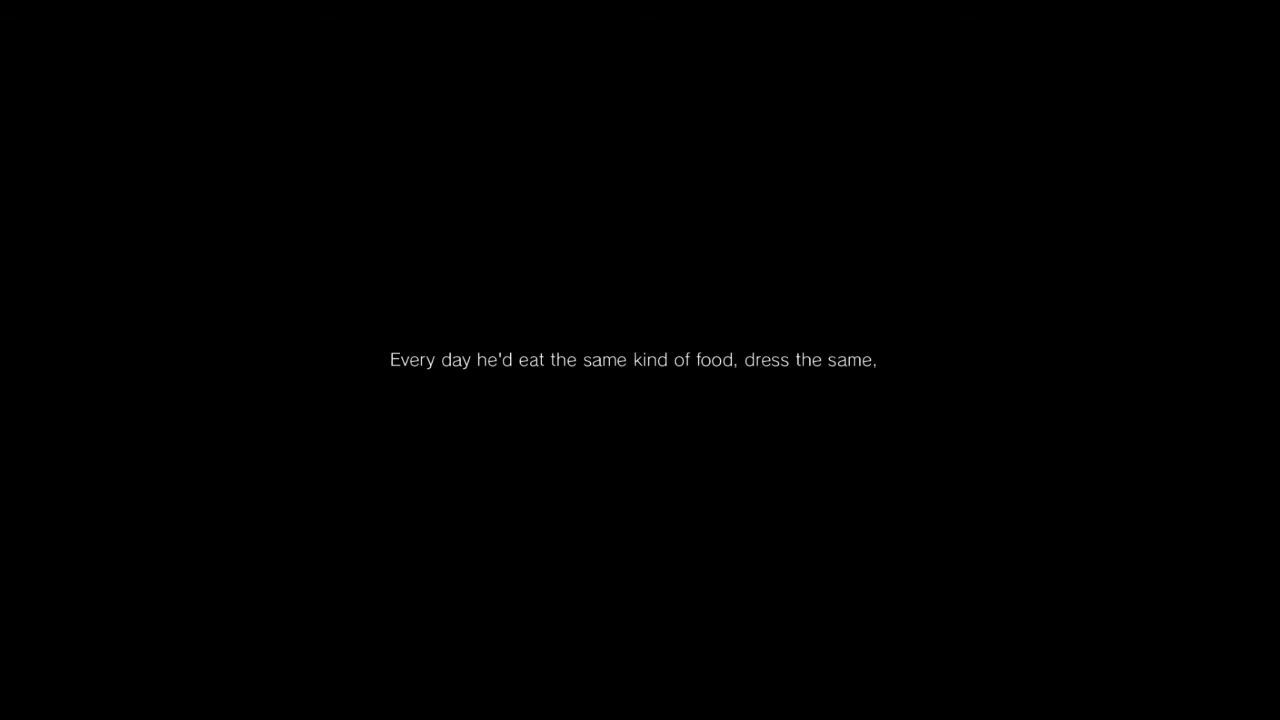 Every day he'd eat the same kind of food, dress the same,